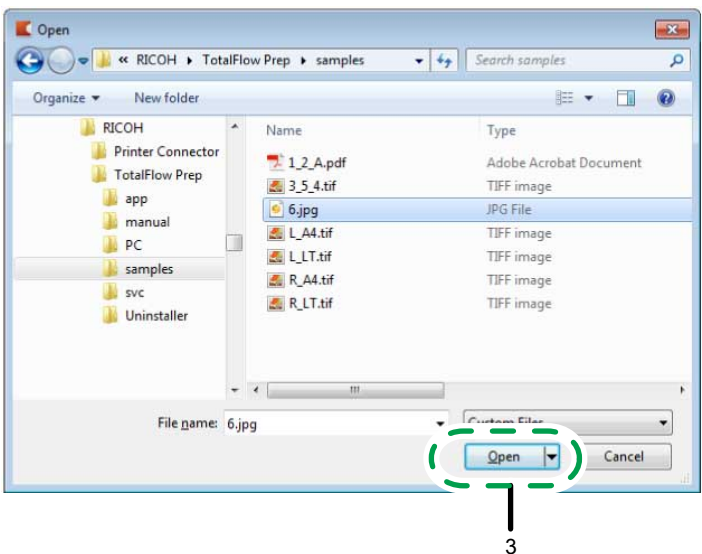 Open
« RICOH ▸ TotalFlow Prep ▸ samples
Search samples
Organize
New folder
RICOH
Printer Connector
TotalFlow Prep
app
manual
PC
samples
svc
Uninstaller
Name
Type
1_2_A.pdf
Adobe Acrobat Document
3_5_4.tif
TIFF image
6.jpg
JPG File
L_A4.tif
TIFF image
L_LT.tif
TIFF image
R_A4.tif
TIFF image
R_LT.tif
TIFF image
File name:
6.jpg
Custom Files
Open
Cancel
3